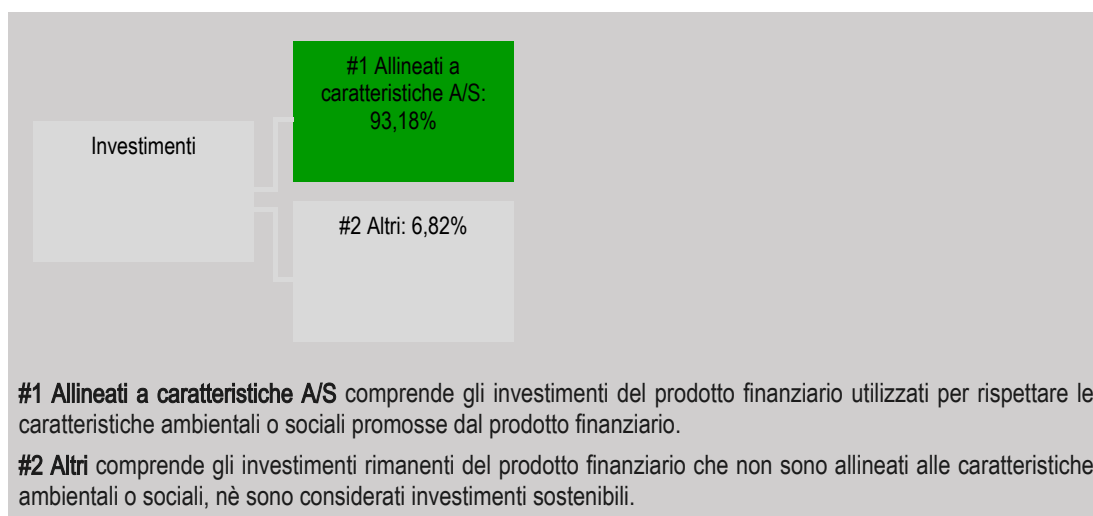 #1 Allineati a
caratteristiche A/S:
93,18%
Investimenti
#2 Altri: 6,82%
#1 Allineati a caratteristiche A/S comprende gli investimenti del prodotto finanziario utilizzati per rispettare le
caratteristiche ambientali o sociali promosse dal prodotto finanziario.
#2 Altri comprende gli investimenti rimanenti del prodotto finanziario che non sono allineati alle caratteristiche
ambientali o sociali, nè sono considerati investimenti sostenibili.